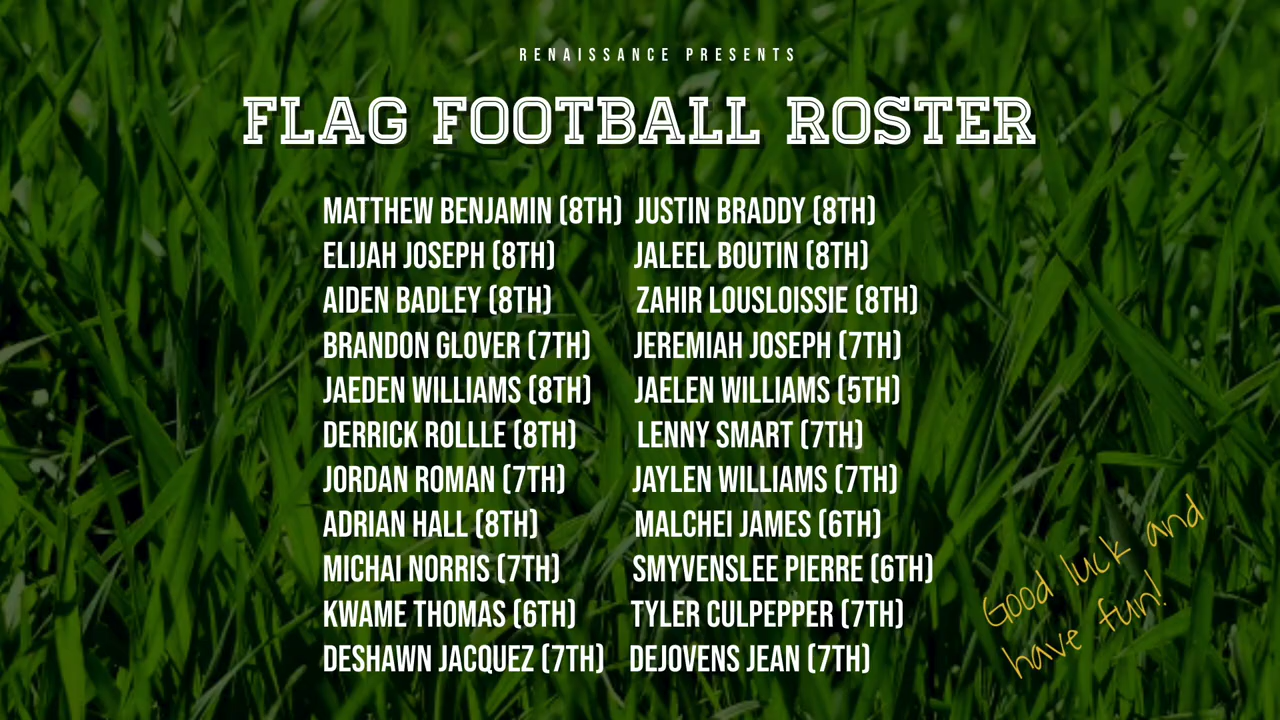 RENAISSANCE PRESENTS
FLAG FOOTBALL ROSTER
MATTHEW BENJAMIN (8TH) JUSTIN BRADDY (8TH)
ELIJAH JOSEPH (8TH) JALEEL BOUTIN (8TH)
AIDEN BADLEY (8TH) ZAHIR LOUSLOISSIE (8TH)
BRANDON GLOVER (7TH) JEREMIAH JOSEPH (7TH)
JAEDEN WILLIAMS (8TH) JAELEN WILLIAMS (5TH)
DERRICK ROLLLE (8TH) LENNY SMART (7TH)
JORDAN ROMAN (7TH) JAYLEN WILLIAMS (7TH)
ADRIAN HALL (8TH) MALCHEI JAMES (6TH)
MICHAI NORRIS (7TH) SMYVENSLEE PIERRE (6TH)
KWAME THOMAS (6TH) TYLER CULPEPPER (7TH)
DESHAWN JACQUEZ (7TH) DEJOVENS JEAN (7TH)
Good luck and
have fun!